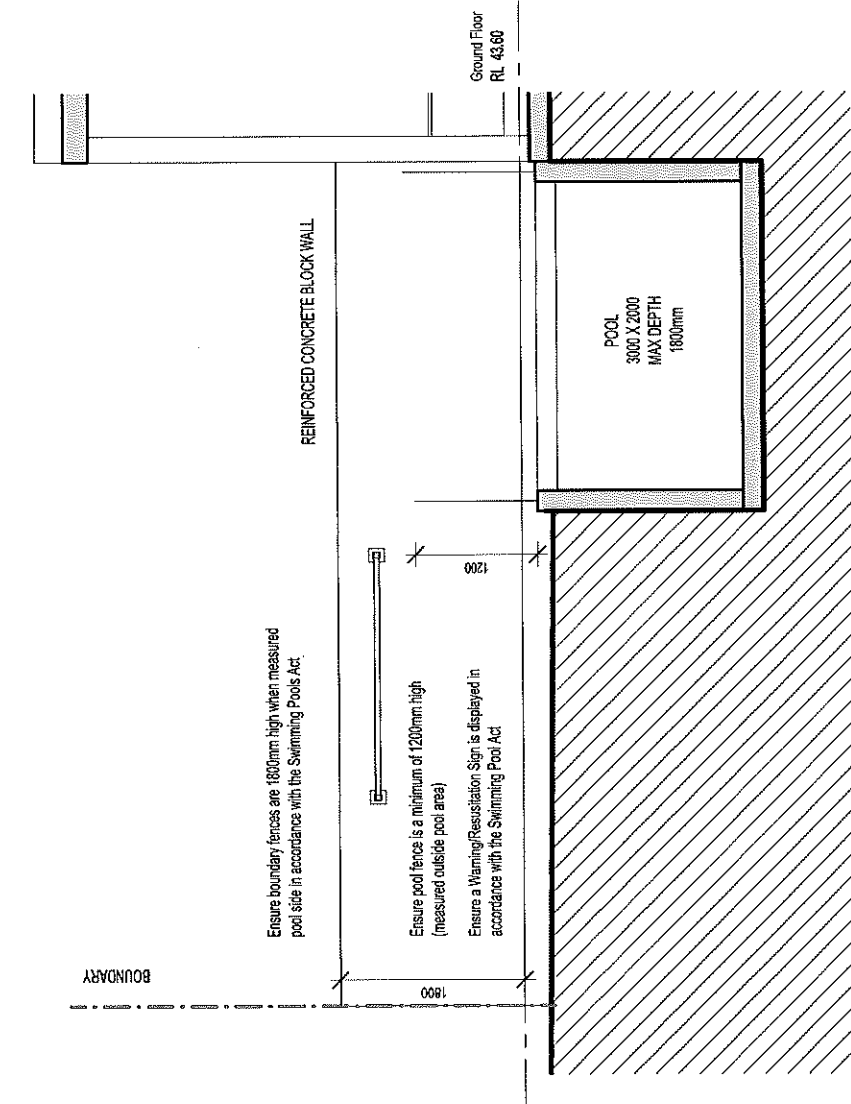 BOUNDARY
Ensure boundary fences are 1800mm high when measured
pool side in accordance with the Swimming Pools Act
REINFORCED CONCRETE BLOCK WALL
Ensure pool fence is a minimum of 1200mm high
(measured outside pool area)
Ensure a Warning/Resusitation Sign is displayed in
accordance with the Swimming Pool Act
1800
1200
Ground Floor
RL 43.60
POOL
3000 X 2000
MAX DEPTH
1800mm